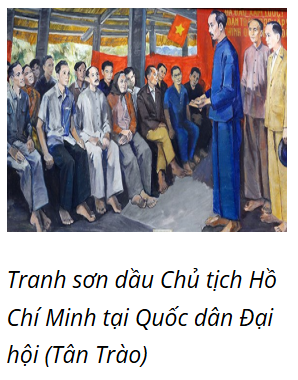 Tranh sơn dầu Chủ tịch Hồ
Chí Minh tại Quốc dân Đại
hội (Tân Trào)